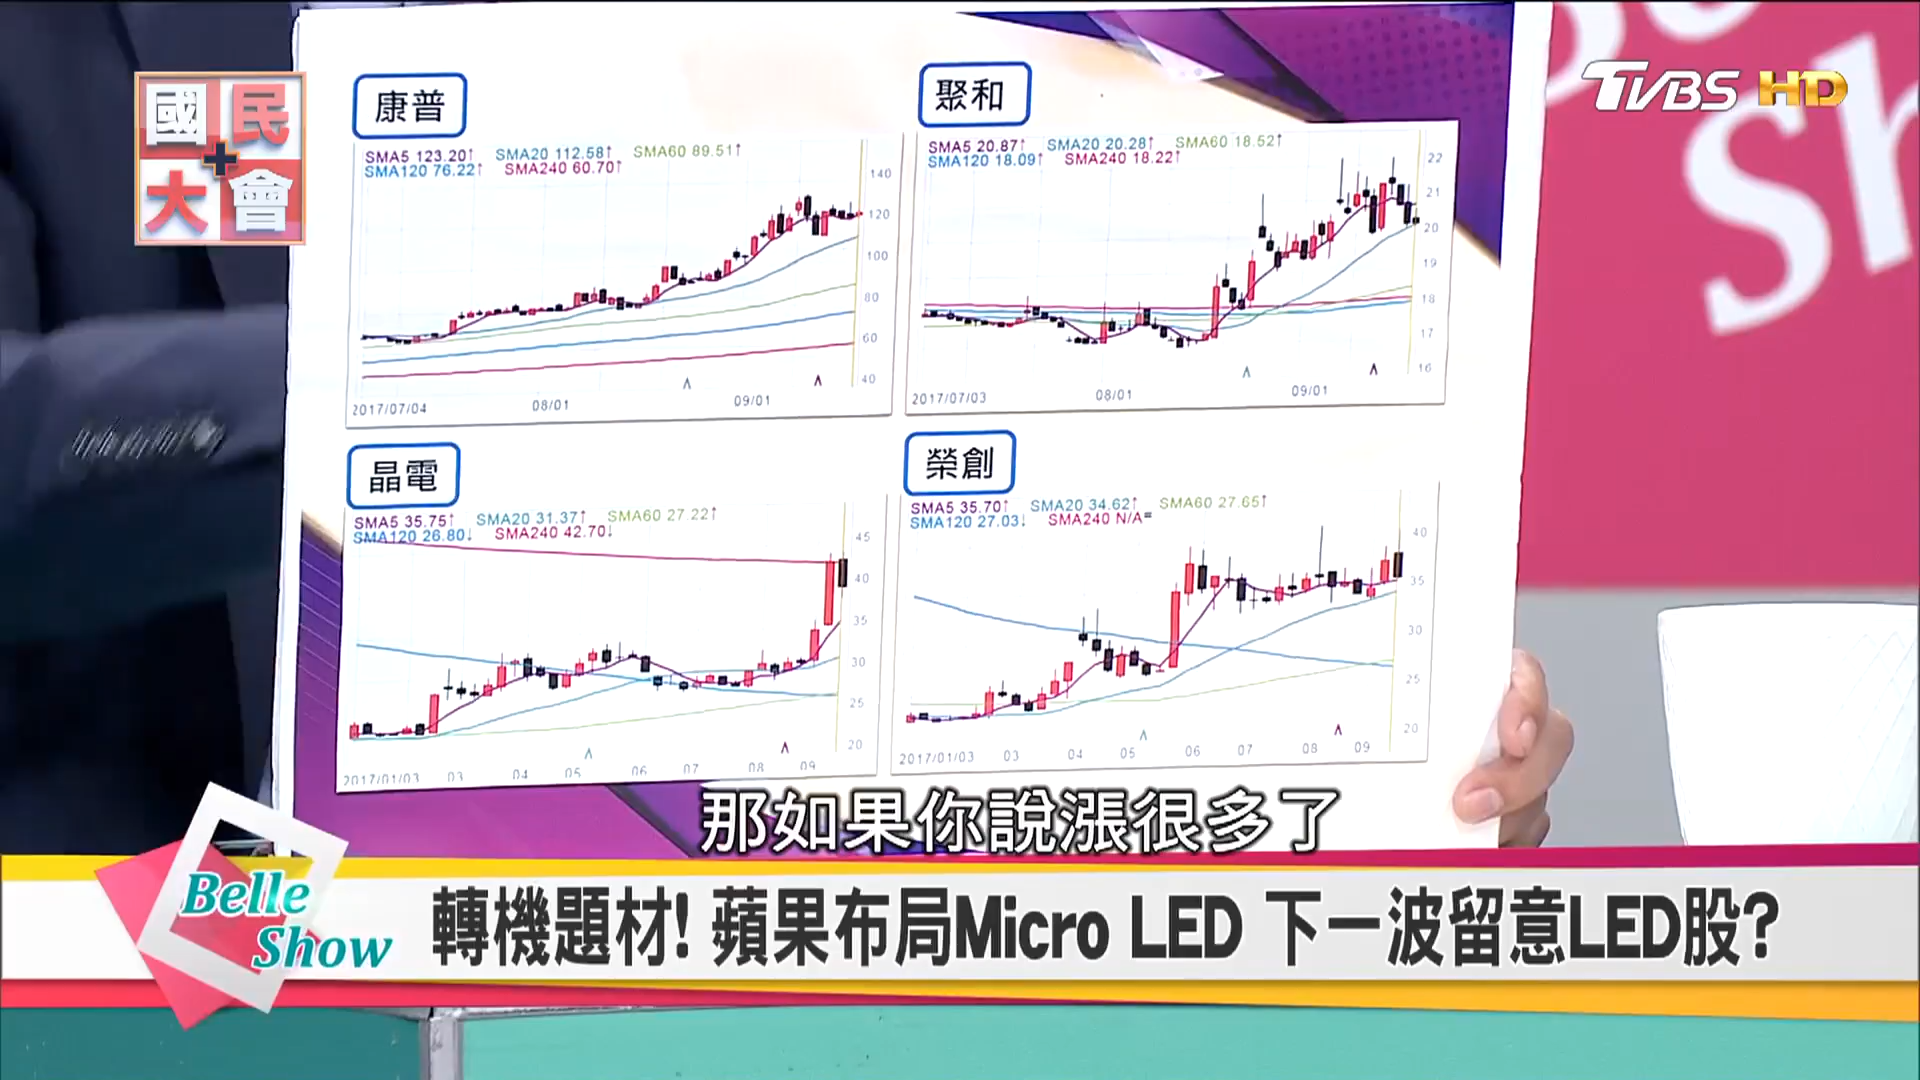 國民
大會
TVBS HD
康普
SMA5 123.20↑ SMA20 112.58↑ SMA60 89.51↑
SMA120 76.22↑ SMA240 60.70↑
140
120
100
80
60
40
2017/07/04 08/01 09/01
聚和
SMA5 20.87↑ SMA20 20.28↑ SMA60 18.52↑
SMA120 18.09↑ SMA240 18.22↑
22
21
20
19
18
17
16
2017/07/03 08/01 09/01
晶電
SMA5 35.75↑ SMA20 31.37↑ SMA60 27.22↑
SMA120 26.80↓ SMA240 42.70↓
45
40
35
30
25
20
2017/01/03 03 04 05 06 07 08 09
榮創
SMA5 35.70↑ SMA20 34.62↑ SMA60 27.65↑
SMA120 27.03↓ SMA240 N/A=
40
35
30
25
20
2017/01/03 03 04 05 06 07 08 09
那如果你說漲很多了
Belle
Show
轉機題材! 蘋果布局Micro LED 下一波留意LED股?